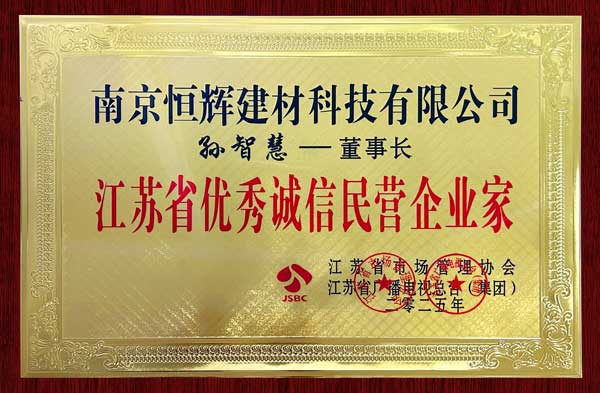 南京恒辉建材科技有限公司
孙智慧—董事长
江苏省优秀诚信民营企业家
JSBC
江苏省市场管理协会
江苏省广播电视总台(集团)
二零二五年